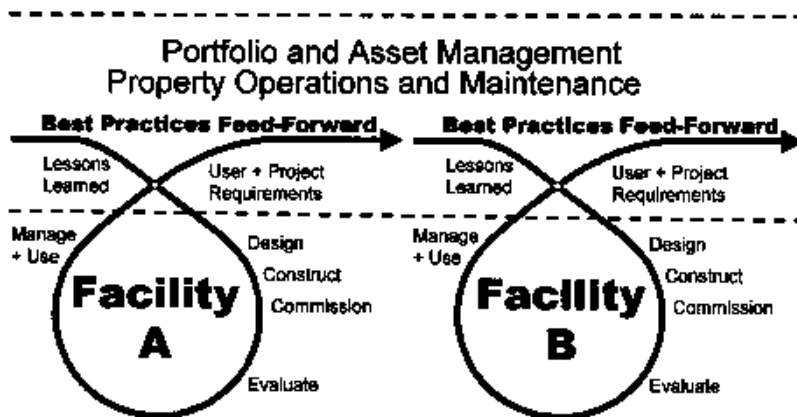 Portfolio and Asset Management
Property Operations and Maintenance
Best Practices Feed-Forward
Lessons
Learned
User + Project
Requirements
Manage
+ Use
Design
Construct
Commission
Evaluate
Facility
A
Best Practices Feed-Forward
Lessons
Learned
User + Project
Requirements
Manage
+ Use
Design
Construct
Commission
Evaluate
Facility
B